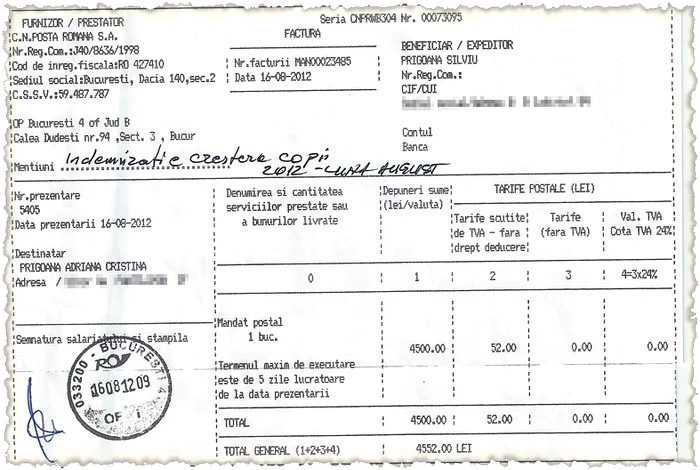 Seria CNPRWB304 Nr. 00073095
FURNIZOR / PRESTATOR
C.N.POSTA ROMANA S.A.
Nr.Reg.Com.:J40/8636/1998
Cod de inreg.fiscala:RO 427410
Sediul social:Bucuresti, Dacia 140,sec.2
C.S.S.V.:59.487.787
FACTURA
Nr.facturii MAN00023485
Data 16-08-2012
BENEFICIAR / EXPEDITOR
PRIGOANA SILVIU
Nr.Reg.Com.:
CIF/CUI
Contul
Banca
OP Bucuresti 4 of Jud B
Calea Dudesti nr.94 ,Sect. 3 , Bucur
Mentiuni Indemnizatie crestere copii
2012 - LUNA AUGUST
Nr.prezentare
5405
Data prezentarii 16-08-2012
Destinatar
PRIGOANA ADRIANA CRISTINA
Adresa /
Semnatura salariatului si stampila
033200 - BUCURESTI 4
16081209
OF i
Denumirea si cantitatea
serviciilor prestate sau
a bunurilor livrate
Depuneri sume
(lei/valuta)
TARIFE POSTALE (LEI)
Tarife scutite
de TVA - fara
drept deducere
Tarife
(fara TVA)
Val. TVA
Cota TVA 24%
0 1 2 3 4=3x24%
Mandat postal
1 buc.
4500.00 52.00 0.00 0.00
Termenul maxim de executare
este de 5 zile lucratoare
de la data prezentarii
TOTAL 4500.00 52.00 0.00 0.00
TOTAL GENERAL (1+2+3+4) 4552.00 LEI